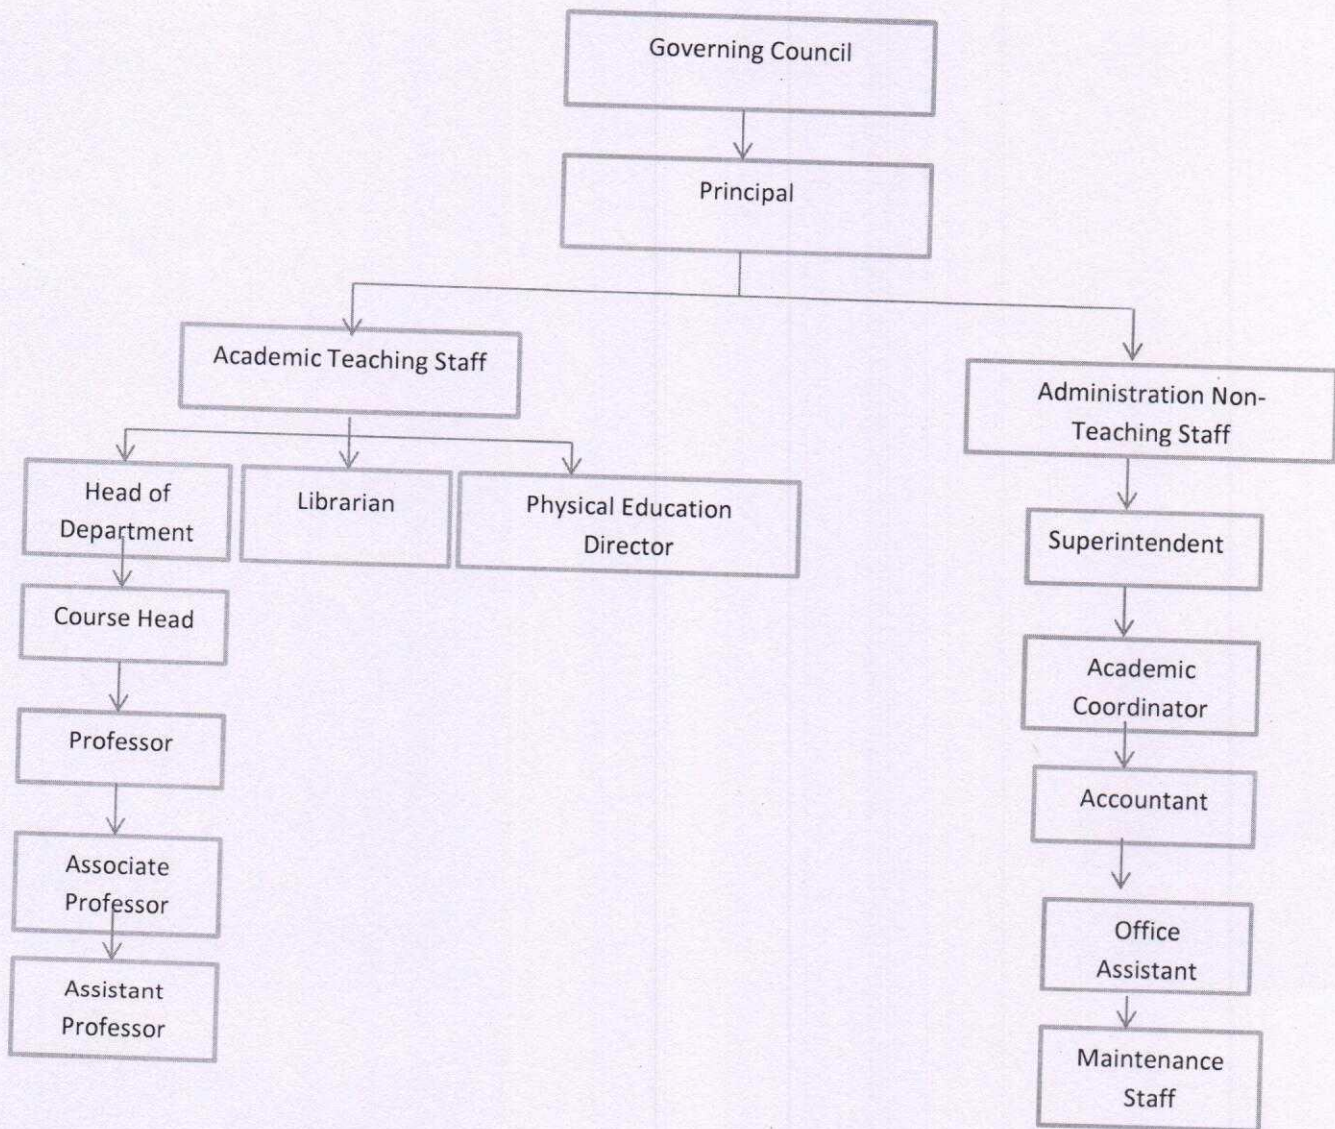 Governing Council
Principal
Academic Teaching Staff
Administration Non-
Teaching Staff
Head of
Department
Librarian
Physical Education
Director
Superintendent
Course Head
Academic
Coordinator
Professor
Accountant
Associate
Professor
Office
Assistant
Assistant
Professor
Maintenance
Staff